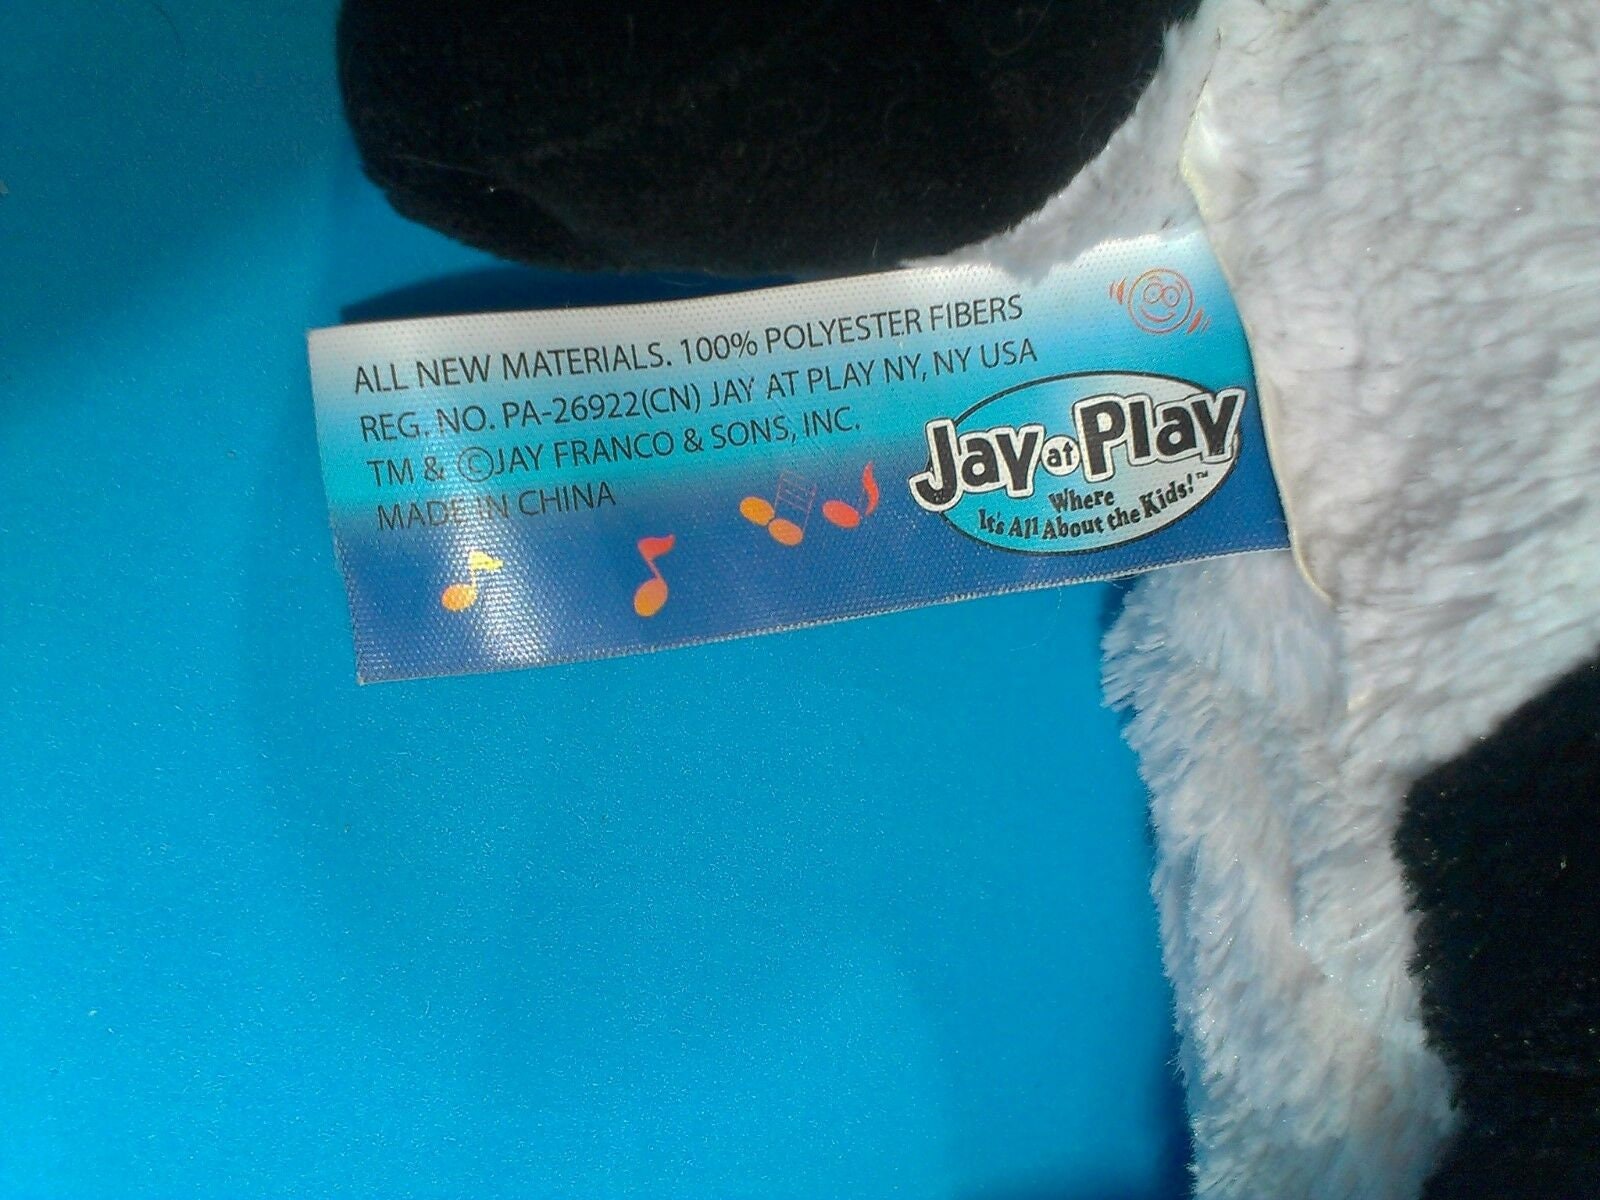 ALL NEW MATERIALS. 100% POLYESTER FIBERS
REG. NO. PA-26922(CN) JAY AT PLAY NY, NY USA
TM & ©JAY FRANCO & SONS, INC.
MADE IN CHINA
Jay at Play
Where
It's All About the Kids!™